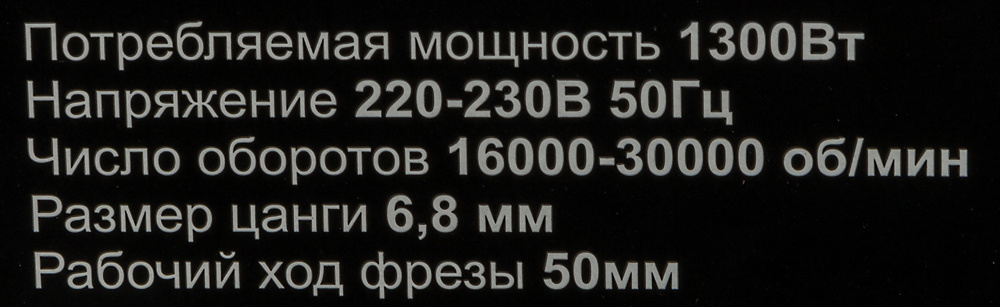 Потребляемая мощность 1300Вт
Напряжение 220-230В 50Гц
Число оборотов 16000-30000 об/мин
Размер цанги 6,8 мм
Рабочий ход фрезы 50мм